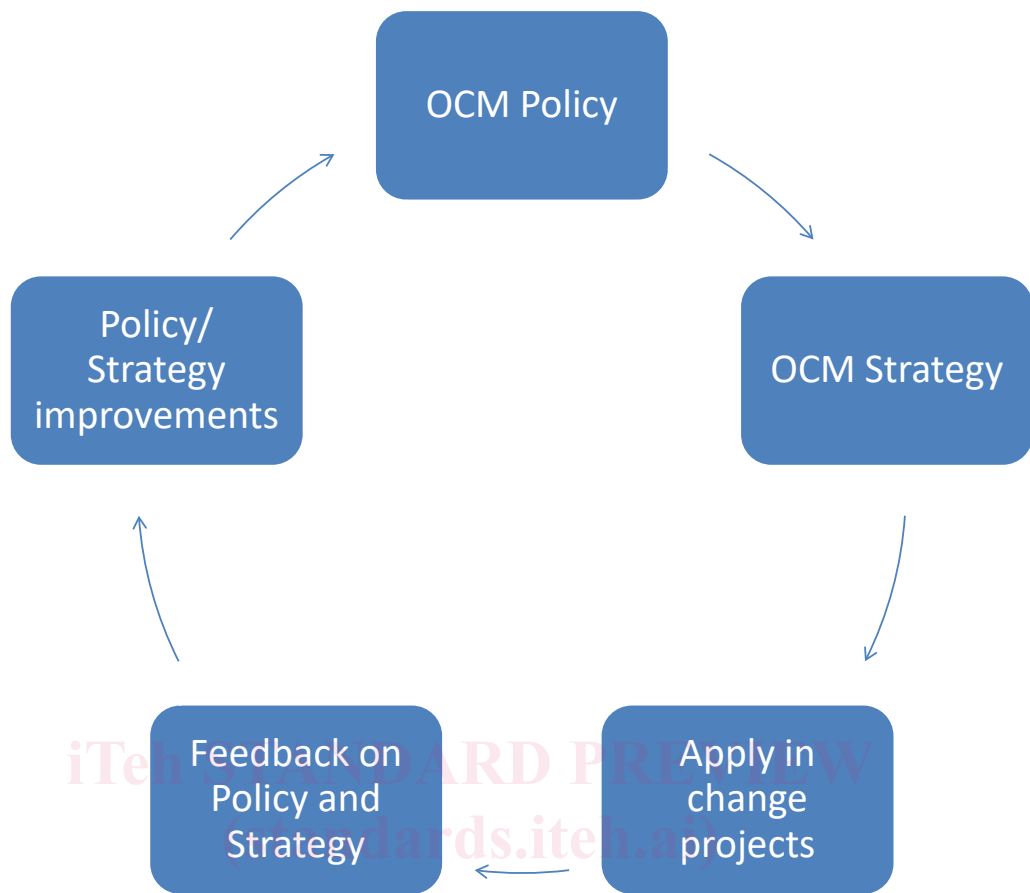 OCM Policy
OCM Strategy
Apply in
change
projects
Feedback on
Policy and
Strategy
Policy/
Strategy
improvements
iTeh STANDARD PREVIEW
(standards.iteh.ai)